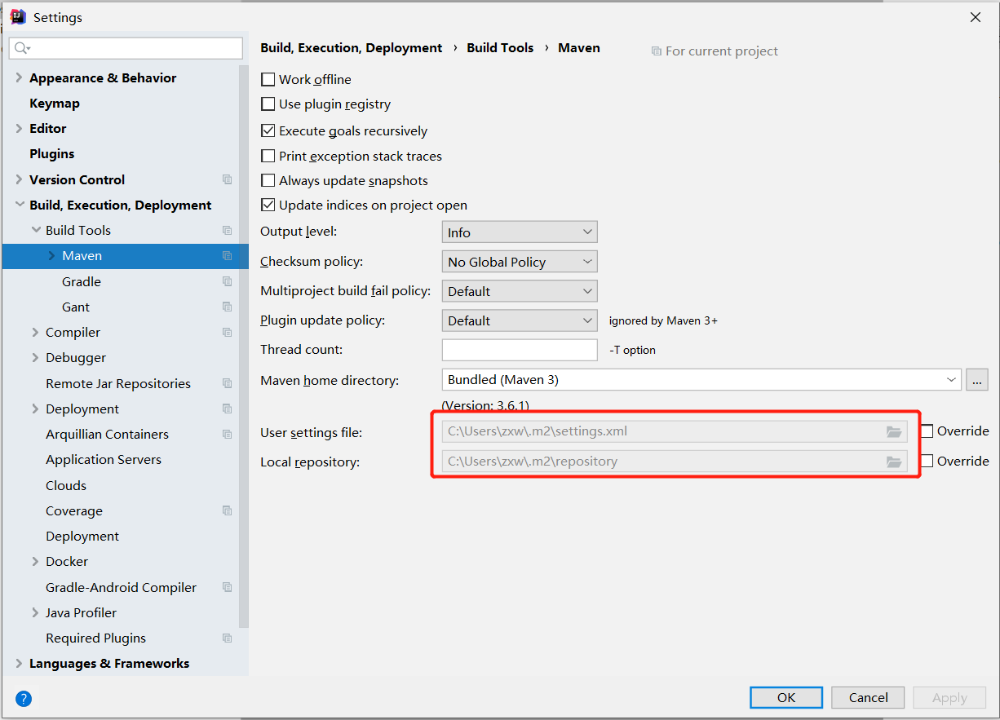 Settings
Appearance & Behavior
Keymap
Editor
Plugins
Version Control
Build, Execution, Deployment
Build Tools
Maven
Gradle
Gant
Compiler
Debugger
Remote Jar Repositories
Deployment
Arquillian Containers
Application Servers
Clouds
Coverage
Deployment
Docker
Gradle-Android Compiler
Java Profiler
Required Plugins
Languages & Frameworks
Build, Execution, Deployment › Build Tools › Maven For current project
Work offline
Use plugin registry
Execute goals recursively
Print exception stack traces
Always update snapshots
Update indices on project open
Output level: Info
Checksum policy: No Global Policy
Multiproject build fail policy: Default
Plugin update policy: Default ignored by Maven 3+
Thread count: -T option
Maven home directory: Bundled (Maven 3) ...
(Version: 3.6.1)
User settings file: C:\Users\zxw\.m2\settings.xml Override
Local repository: C:\Users\zxw\.m2\repository Override
? OK Cancel Apply